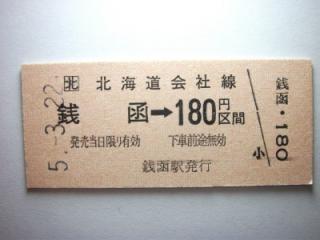 北 北海道会社線
銭函→180円区間
発売当日限り有効 下車前途無効
銭函駅発行
5.-3.22.
銭函・180
小